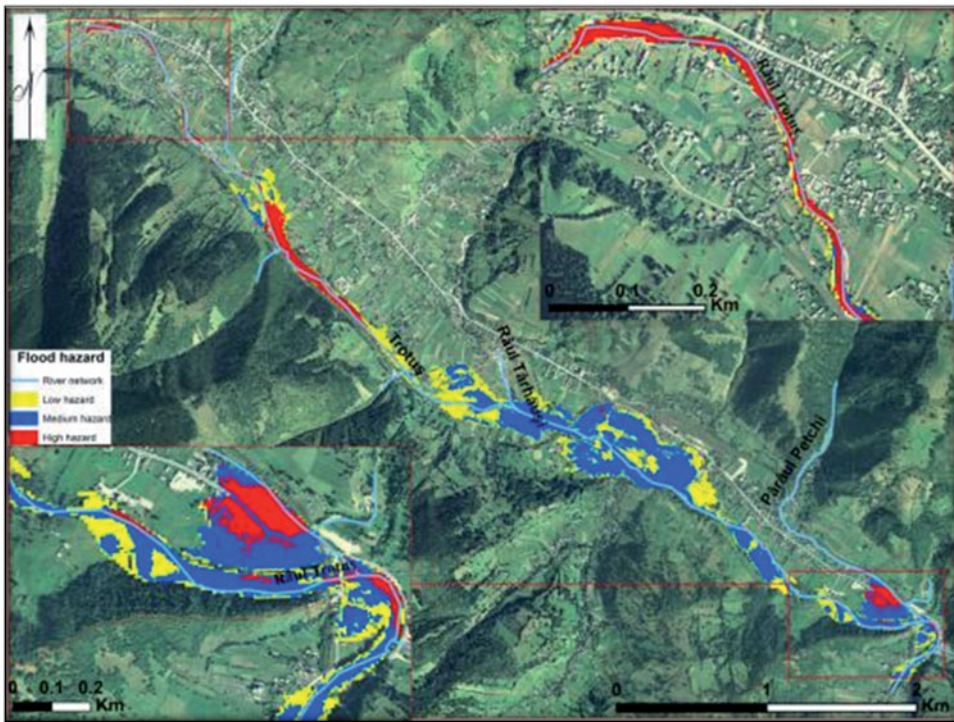 N
Râul Trotuș
0 0.1 0.2
Km
Flood hazard
River network
Low hazard
Medium hazard
High hazard
Trotuș
Râul Tărhăuș
Pârâul Petchi
Râul Trotuș
0 0.1 0.2
Km
0 1 2
Km